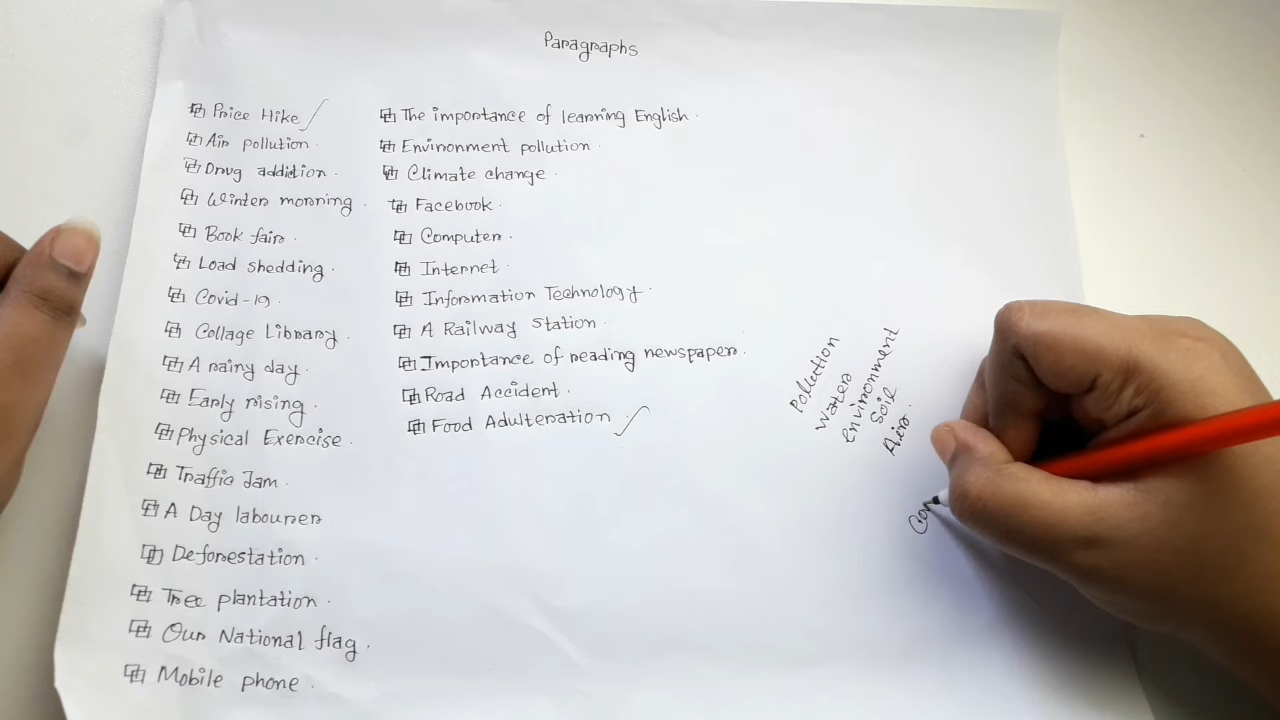 Paragraphs
Price Hike
Air pollution.
Drug addiction.
Winter morning.
Book fair.
Load shedding.
Covid-19.
Collage Library.
A rainy day.
Early rising.
Physical Exercise.
Traffic Jam.
A Day labourer
Deforestation.
Tree plantation.
Our National flag.
Mobile phone.
The importance of learning English.
Environment pollution.
Climate change.
Facebook.
Computer.
Internet.
Information Technology.
A Railway station.
Importance of reading newspaper.
Road Accident.
Food Adulteration.
Pollution
Water
Environment
Soil
Air.